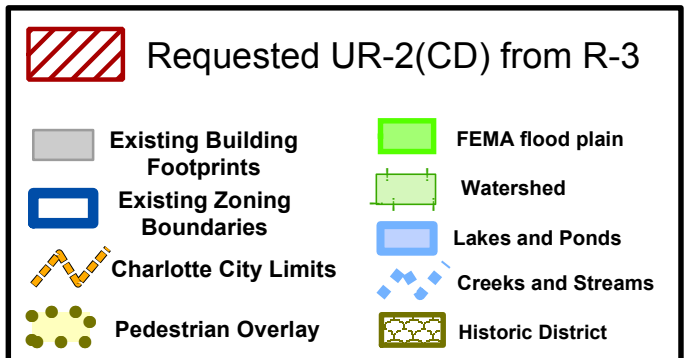 Requested UR-2(CD) from R-3
Existing Building
Footprints
Existing Zoning
Boundaries
Charlotte City Limits
Pedestrian Overlay
FEMA flood plain
Watershed
Lakes and Ponds
Creeks and Streams
Historic District